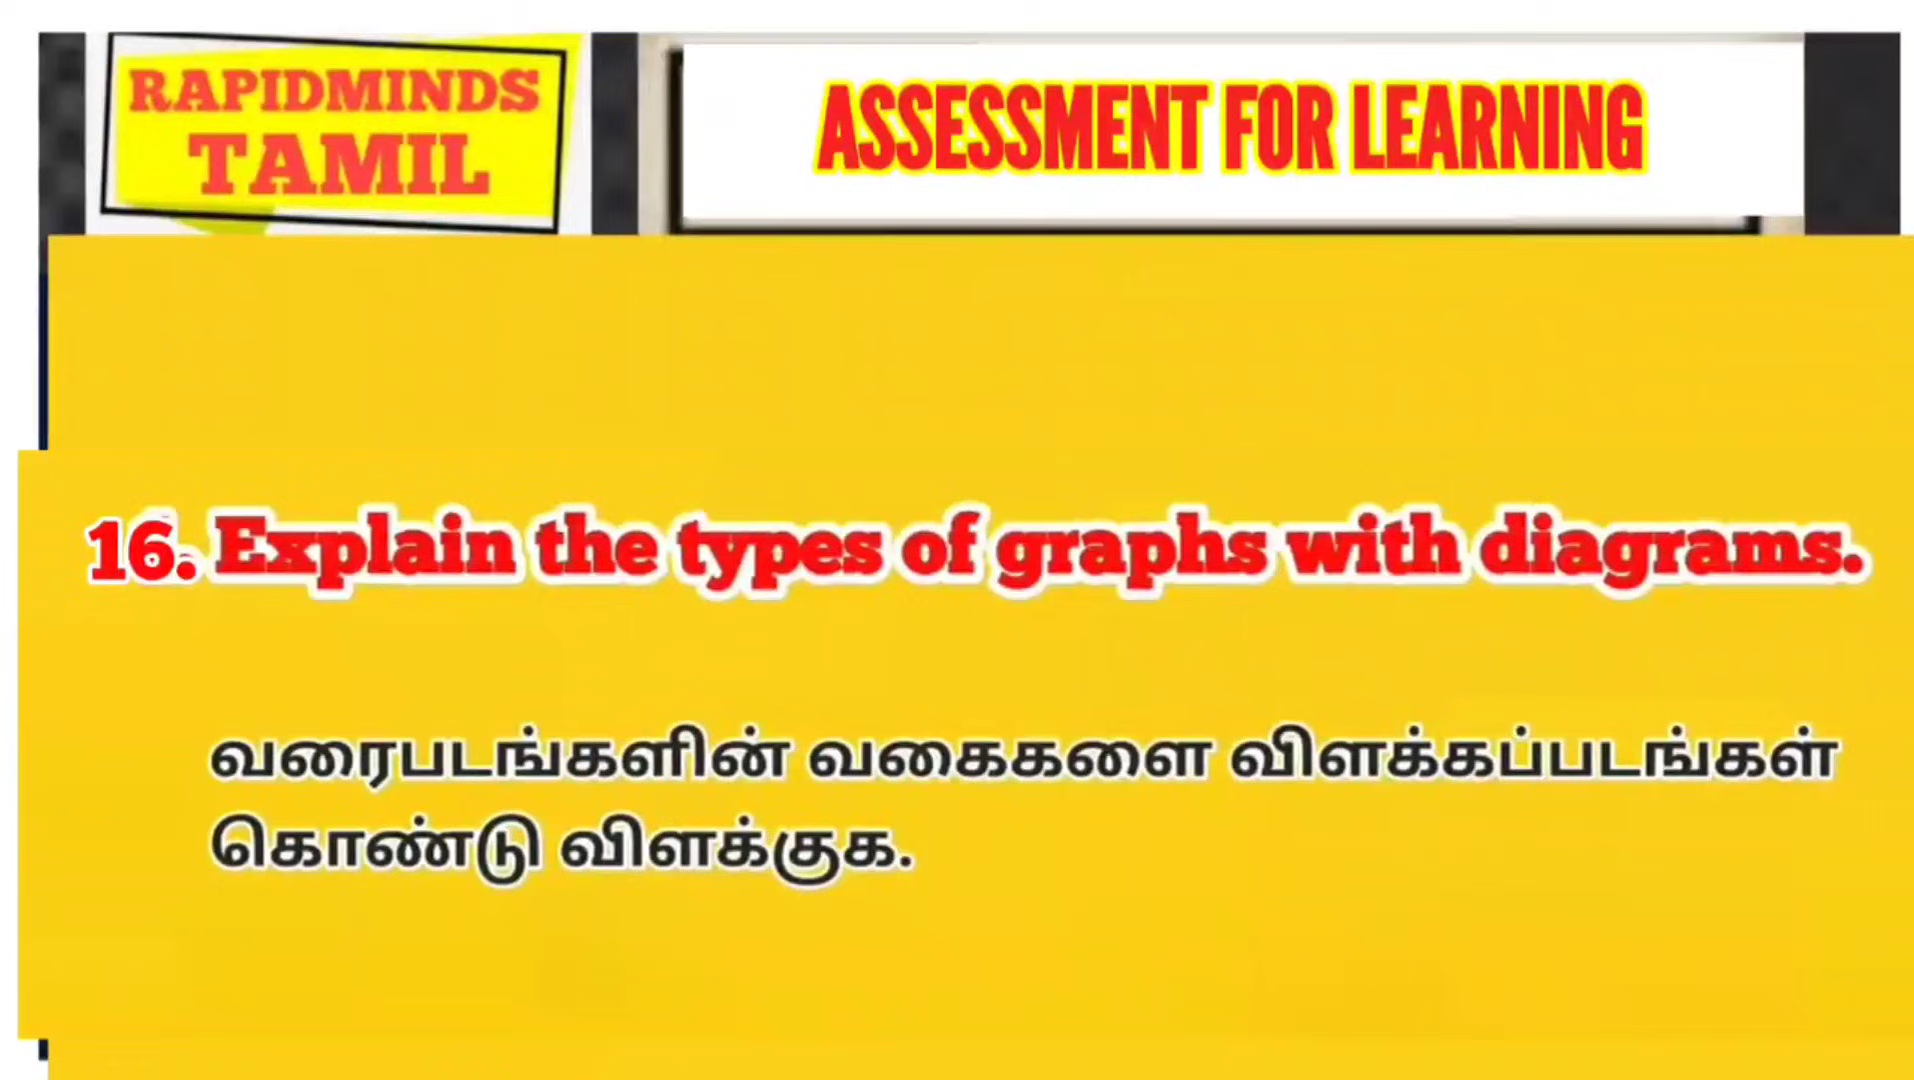 RAPIDMINDS
TAMIL
ASSESSMENT FOR LEARNING
16. Explain the types of graphs with diagrams.
வரைபடங்களின் வகைகளை விளக்கப்படங்கள்
கொண்டு விளக்குக.